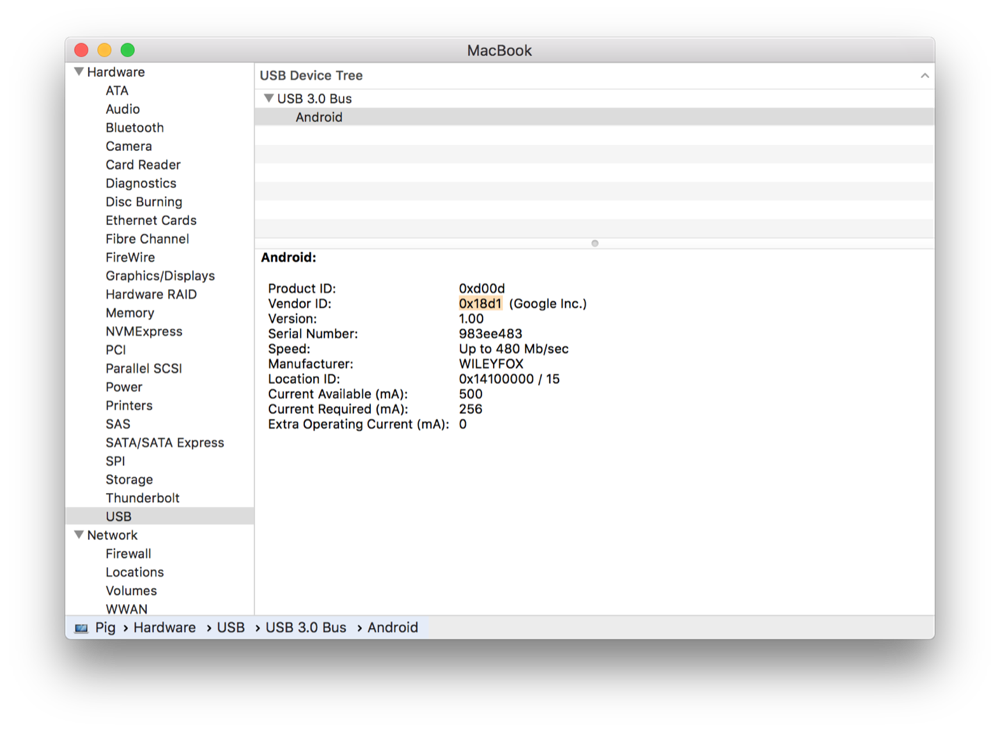 MacBook
Hardware
ATA
Audio
Bluetooth
Camera
Card Reader
Diagnostics
Disc Burning
Ethernet Cards
Fibre Channel
FireWire
Graphics/Displays
Hardware RAID
Memory
NVMExpress
PCI
Parallel SCSI
Power
Printers
SAS
SATA/SATA Express
SPI
Storage
Thunderbolt
USB
Network
Firewall
Locations
Volumes
WWAN
USB Device Tree
USB 3.0 Bus
Android
Android:
Product ID: 0xd00d
Vendor ID: 0x18d1 (Google Inc.)
Version: 1.00
Serial Number: 983ee483
Speed: Up to 480 Mb/sec
Manufacturer: WILEYFOX
Location ID: 0x14100000 / 15
Current Available (mA): 500
Current Required (mA): 256
Extra Operating Current (mA): 0
Pig › Hardware › USB › USB 3.0 Bus › Android